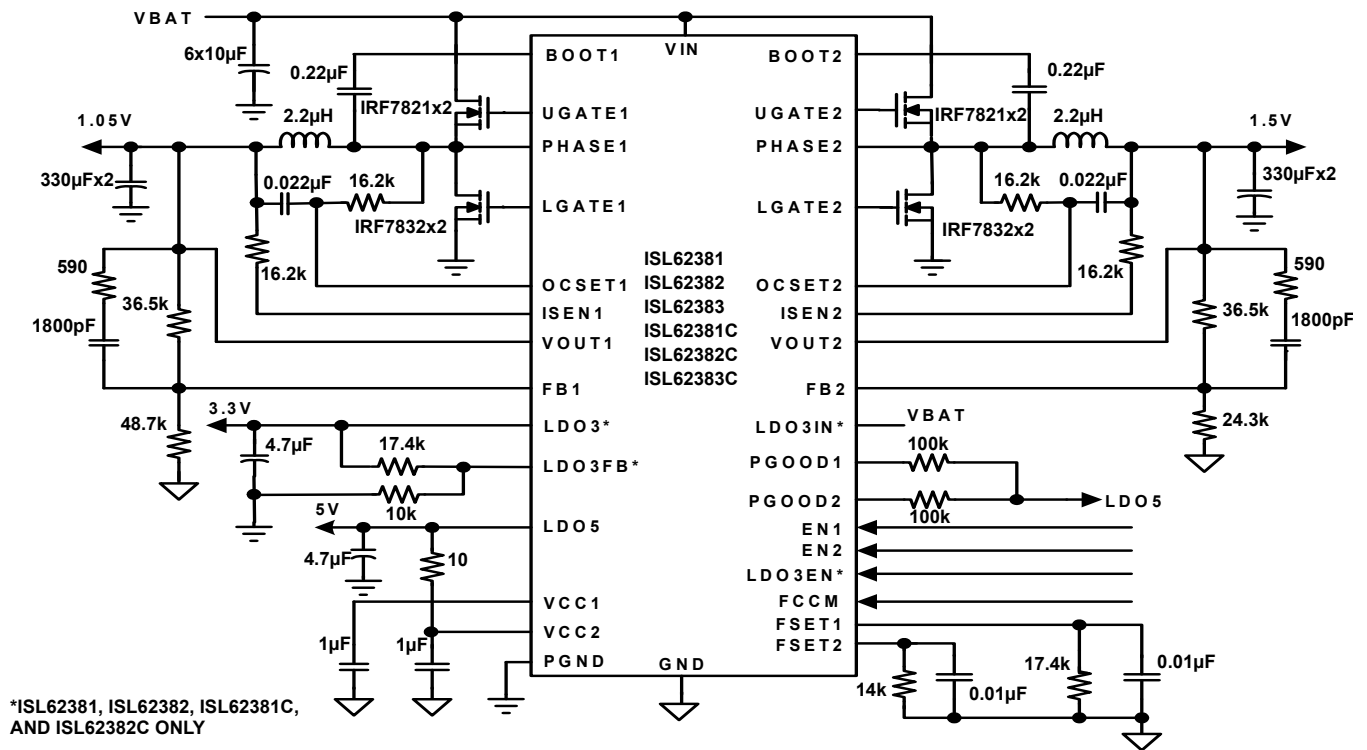 VBAT
6x10µF
0.22µF
IRF7821x2
1.05V
2.2µH
330µFx2
0.022µF
16.2k
IRF7832x2
16.2k
590
36.5k
1800pF
48.7k
3.3V
4.7µF
17.4k
10k
5V
4.7µF
10
1µF
1µF
BOOT1
UGATE1
PHASE1
LGATE1
OCSET1
ISEN1
VOUT1
FB1
LDO3*
LDO3FB*
LDO5
VCC1
VCC2
PGND
VIN
ISL62381
ISL62382
ISL62383
ISL62381C
ISL62382C
ISL62383C
GND
BOOT2
UGATE2
PHASE2
LGATE2
OCSET2
ISEN2
VOUT2
FB2
LDO3IN*
PGOOD1
PGOOD2
EN1
EN2
LDO3EN*
FCCM
FSET1
FSET2
0.22µF
IRF7821x2
2.2µH
1.5V
330µFx2
16.2k
0.022µF
IRF7832x2
16.2k
590
36.5k
1800pF
24.3k
VBAT
100k
100k
LDO5
14k
0.01µF
17.4k
0.01µF
*ISL62381, ISL62382, ISL62381C,
AND ISL62382C ONLY